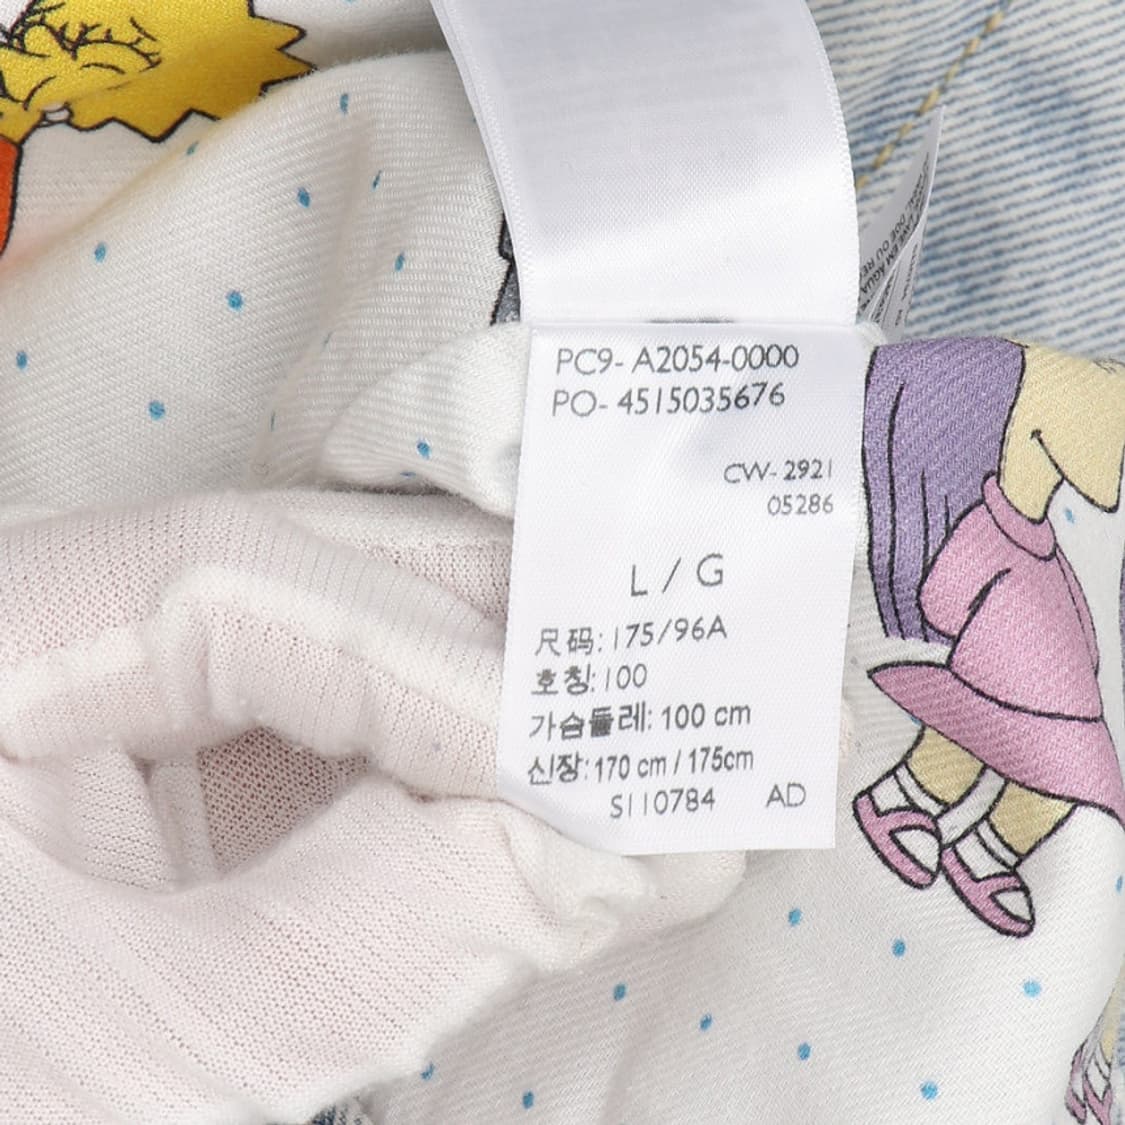 PC9- A2054-0000
PO- 4515035676
CW- 2921
05286
L / G
尺码: 175/96A
호칭: 100
가슴둘레: 100 cm
신장: 170 cm / 175cm
S110784 AD